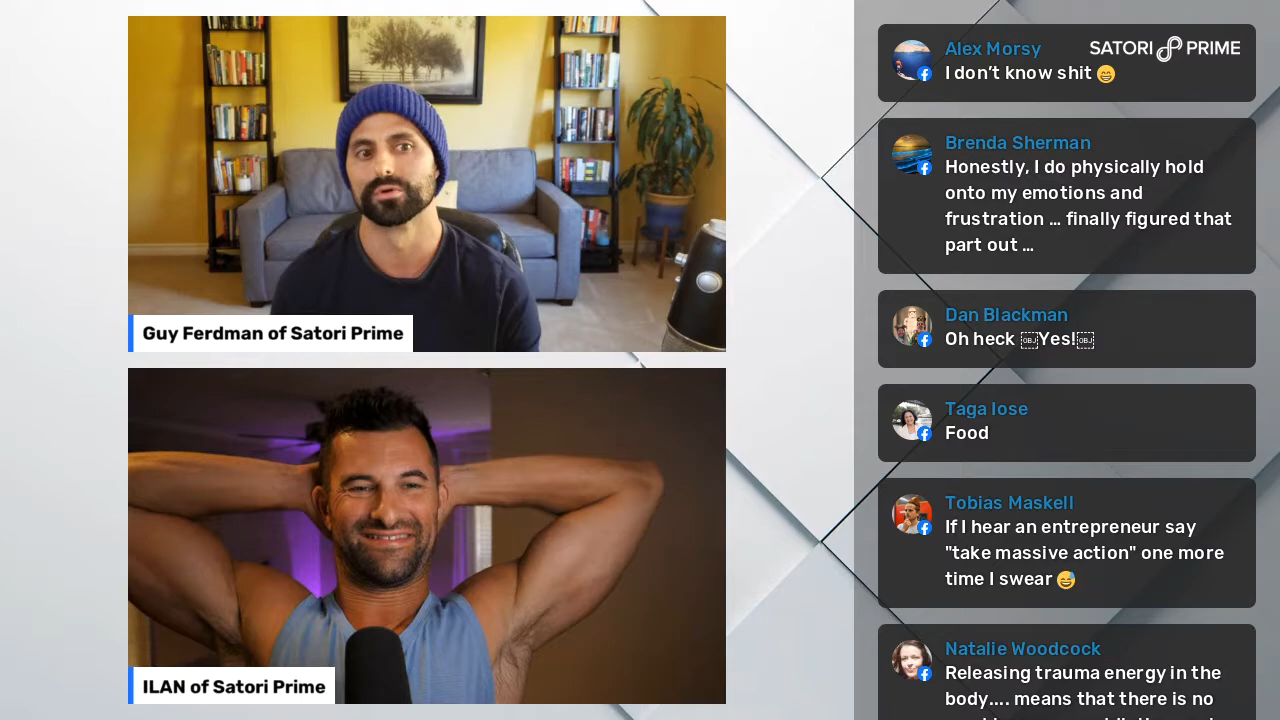 Guy Ferdman of Satori Prime
ILAN of Satori Prime
SATORI PRIME
Alex Morsy
I don’t know shit 😁
Brenda Sherman
Honestly, I do physically hold
onto my emotions and
frustration … finally figured that
part out …
Dan Blackman
Oh heck Yes!
Taga Iose
Food
Tobias Maskell
If I hear an entrepreneur say
"take massive action" one more
time I swear 😅
Natalie Woodcock
Releasing trauma energy in the
body.... means that there is no